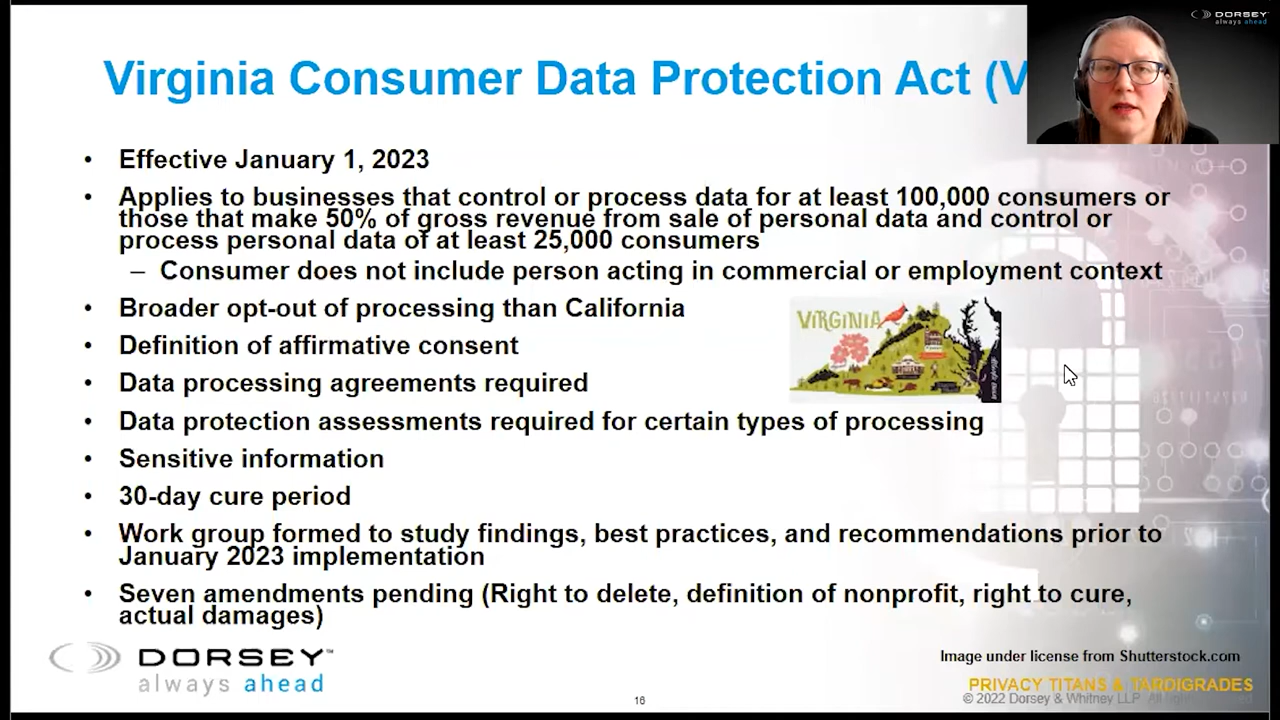 DORSEY
always ahead
Virginia Consumer Data Protection Act (V
• Effective January 1, 2023
• Applies to businesses that control or process data for at least 100,000 consumers or
those that make 50% of gross revenue from sale of personal data and control or
process personal data of at least 25,000 consumers
– Consumer does not include person acting in commercial or employment context
• Broader opt-out of processing than California
VIRGINIA
• Definition of affirmative consent
• Data processing agreements required
• Data protection assessments required for certain types of processing
• Sensitive information
• 30-day cure period
• Work group formed to study findings, best practices, and recommendations prior to
January 2023 implementation
• Seven amendments pending (Right to delete, definition of nonprofit, right to cure,
actual damages)
DORSEY™
always ahead
Image under license from Shutterstock.com
PRIVACY TITANS & TARDIGRADES
© 2022 Dorsey & Whitney LLP. All rights reserved
16